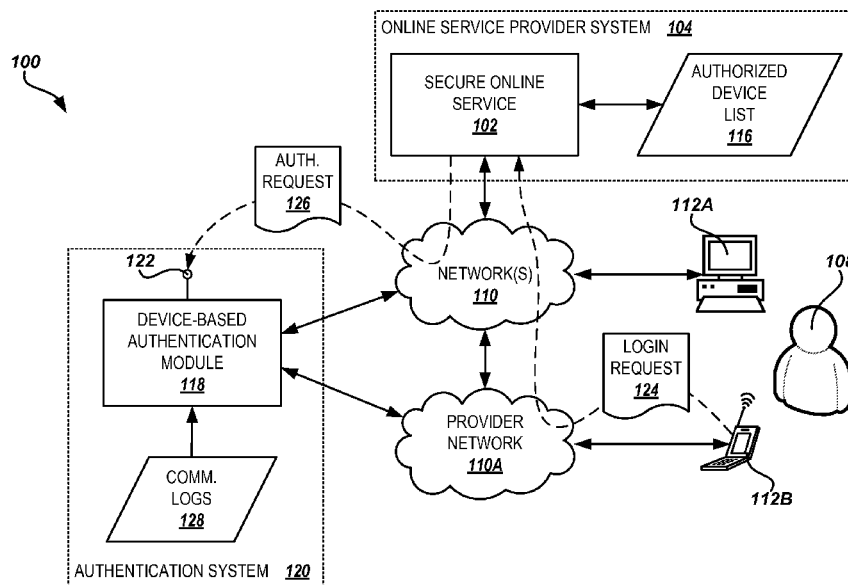 ONLINE SERVICE PROVIDER SYSTEM 104
100
SECURE ONLINE
SERVICE
102
AUTHORIZED
DEVICE
LIST
116
AUTH.
REQUEST
126
112A
122
NETWORK(S)
110
108
DEVICE-BASED
AUTHENTICATION
MODULE
118
LOGIN
REQUEST
124
PROVIDER
NETWORK
110A
COMM.
LOGS
128
112B
AUTHENTICATION SYSTEM 120